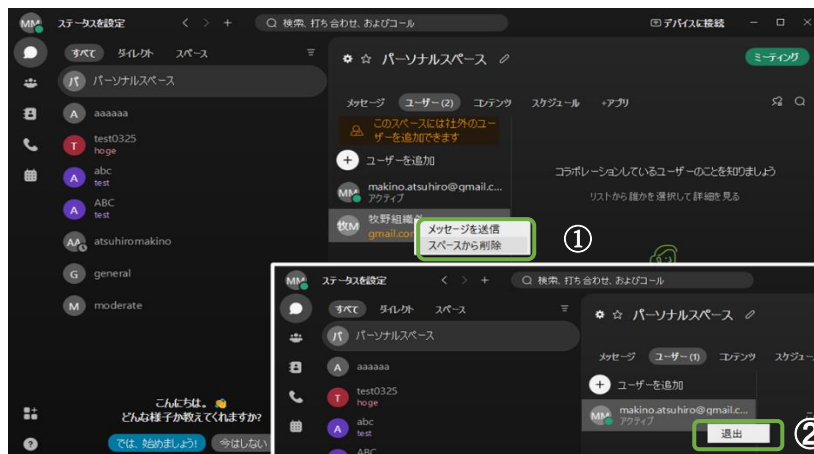 MM ステータスを設定
検索、打ち合わせ、およびコール
デバイスに接続
すべて ダイレクト スペース
パ パーソナルスペース
A aaaaaa
T test0325
hoge
A abc
test
A ABC
test
AA atsuhiromakino
G general
M moderate
こんにちは。
どんな様子か教えてくれますか?
では、始めましょう! 今はしない
パーソナルスペース
ミーティング
メッセージ ユーザー (2) コンテンツ スケジュール +アプリ
このスペースには社外のユー
ザーを追加できます
ユーザーを追加
MM makino.atsuhiro@gmail.c...
アクティブ
牧M 牧野組織
gmail.co
メッセージを送信
スペースから削除
①
コラボレーションしているユーザーのことを知りましょう
リストから誰かを選択して詳細を見る
MM ステータスを設定
検索、打ち合わせ、およびコール
すべて ダイレクト スペース
パ パーソナルスペース
A aaaaaa
T test0325
hoge
A abc
test
ABC
パーソナルスペース
メッセージ ユーザー (1) コンテンツ スケジュー
ユーザーを追加
MM makino.atsuhiro@gmail.c...
アクティブ
退出
②